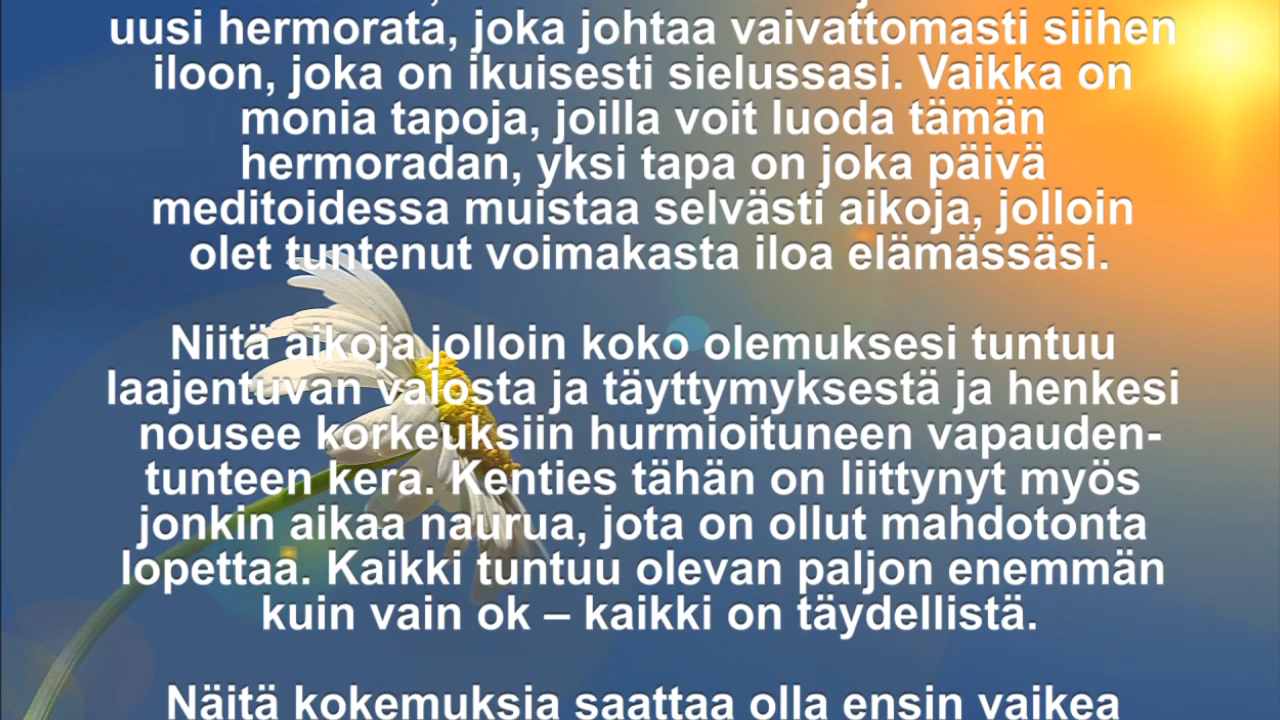 uusi hermorata, joka johtaa vaivattomasti siihen
iloon, joka on ikuisesti sielussasi. Vaikka on
monia tapoja, joilla voit luoda tämän
hermoradan, yksi tapa on joka päivä
meditoidessa muistaa selvästi aikoja, jolloin
olet tuntenut voimakasta iloa elämässäsi.
Niitä aikoja jolloin koko olemuksesi tuntuu
laajentuvan valosta ja täyttymyksestä ja henkesi
nousee korkeuksiin hurmioituneen vapauden-
tunteen kera. Kenties tähän on liittynyt myös
jonkin aikaa naurua, jota on ollut mahdotonta
lopettaa. Kaikki tuntuu olevan paljon enemmän
kuin vain ok – kaikki on täydellistä.
Näitä kokemuksia saattaa olla ensin vaikea